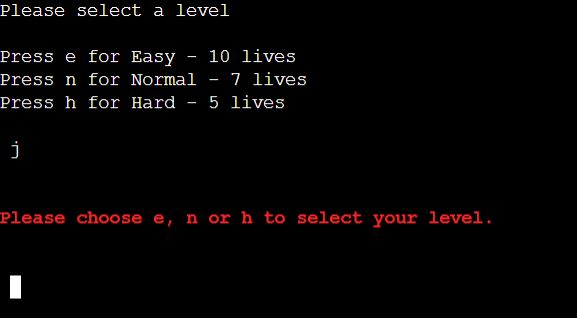 Please select a level
Press e for Easy - 10 lives
Press n for Normal - 7 lives
Press h for Hard - 5 lives
j
Please choose e, n or h to select your level.